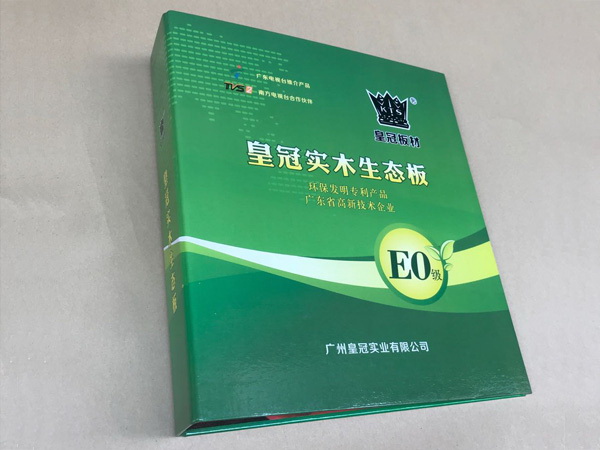 广东电视台推介产品
TVS2 南方电视台合作伙伴
®
皇冠板材
皇冠实木生态板
环保发明专利产品
广东省高新技术企业
E0级
广州皇冠实业有限公司
皇冠实木生态板